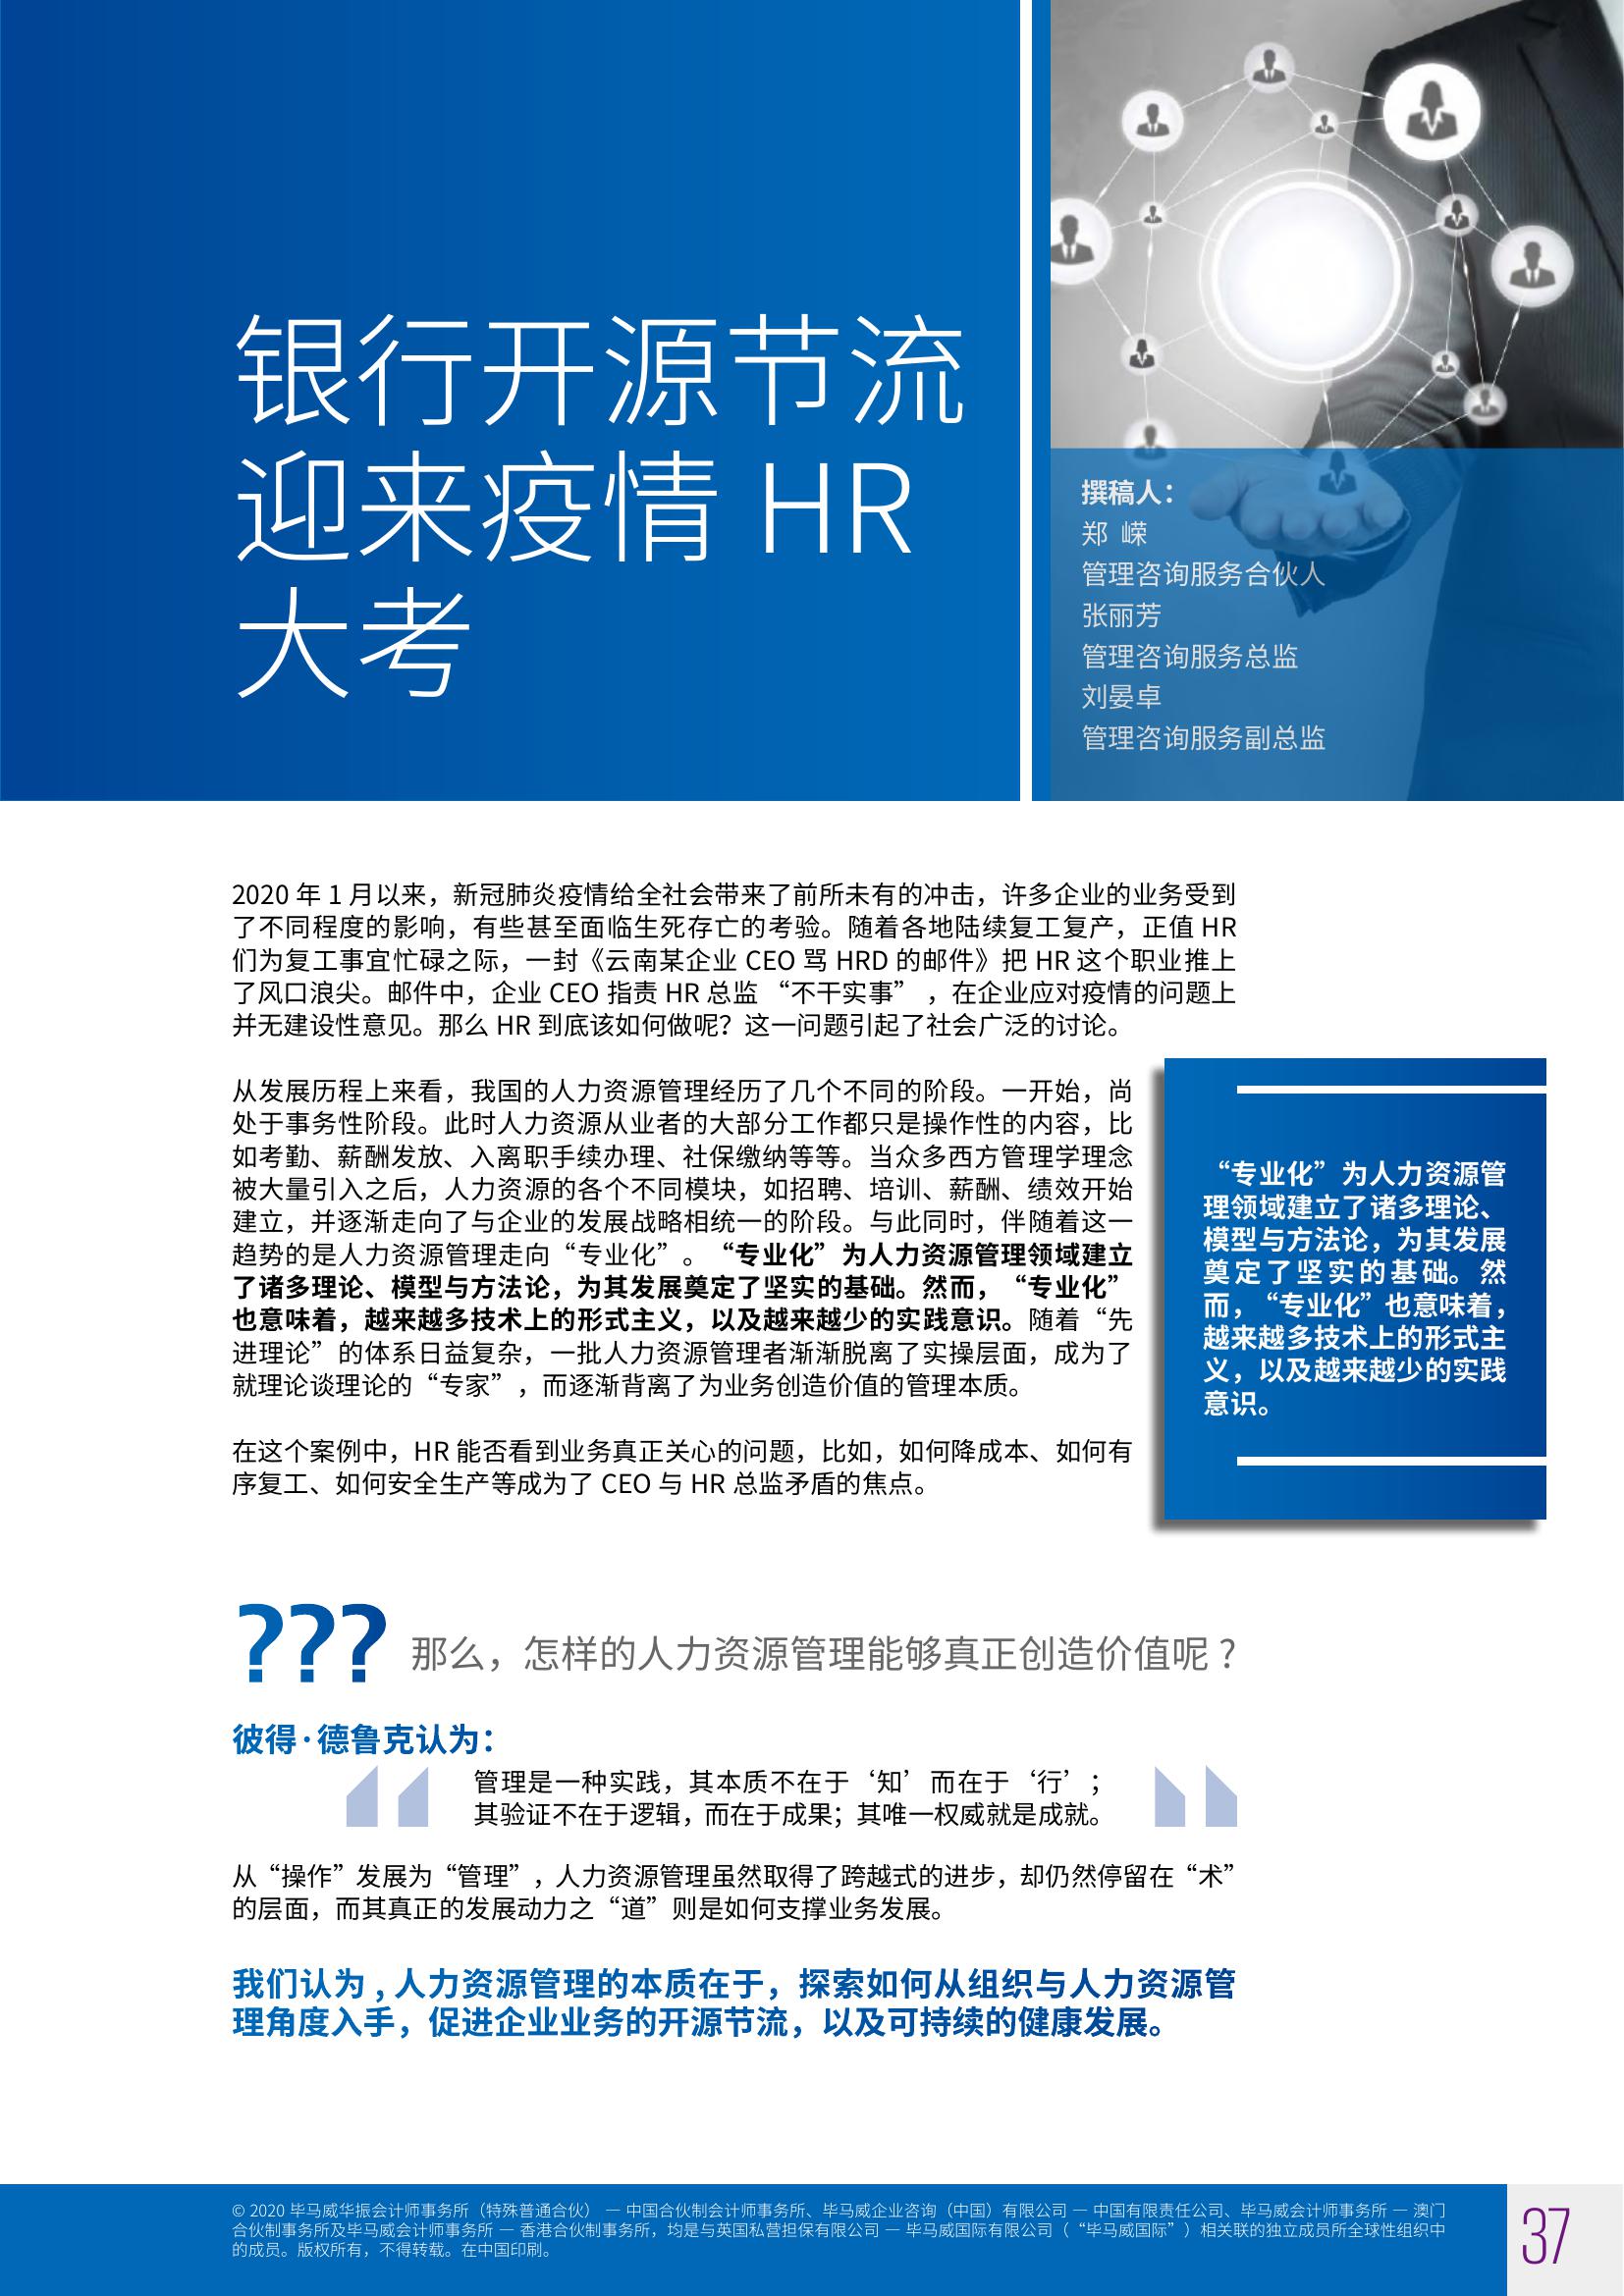 银行开源节流
迎来疫情 HR
大考
撰稿人：
郑 嵘
管理咨询服务合伙人
张丽芳
管理咨询服务总监
刘晏卓
管理咨询服务副总监
2020 年 1 月以来，新冠肺炎疫情给全社会带来了前所未有的冲击，许多企业的业务受到
了不同程度的影响，有些甚至面临生死存亡的考验。随着各地陆续复工复产，正值 HR
们为复工事宜忙碌之际，一封《云南某企业 CEO 骂 HRD 的邮件》把 HR 这个职业推上
了风口浪尖。邮件中，企业 CEO 指责 HR 总监 “不干实事” ，在企业应对疫情的问题上
并无建设性意见。那么 HR 到底该如何做呢？这一问题引起了社会广泛的讨论。
从发展历程上来看，我国的人力资源管理经历了几个不同的阶段。一开始，尚
处于事务性阶段。此时人力资源从业者的大部分工作都只是操作性的内容，比
如考勤、薪酬发放、入离职手续办理、社保缴纳等等。当众多西方管理学理念
被大量引入之后，人力资源的各个不同模块，如招聘、培训、薪酬、绩效开始
建立，并逐渐走向了与企业的发展战略相统一的阶段。与此同时，伴随着这一
趋势的是人力资源管理走向“专业化”。 “专业化”为人力资源管理领域建立
了诸多理论、模型与方法论，为其发展奠定了坚实的基础。然而，“专业化”
也意味着，越来越多技术上的形式主义，以及越来越少的实践意识。随着“先
进理论”的体系日益复杂，一批人力资源管理者渐渐脱离了实操层面，成为了
就理论谈理论的“专家”，而逐渐背离了为业务创造价值的管理本质。
在这个案例中，HR 能否看到业务真正关心的问题，比如，如何降成本、如何有
序复工、如何安全生产等成为了 CEO 与 HR 总监矛盾的焦点。
“专业化”为人力资源管
理领域建立了诸多理论、
模型与方法论，为其发展
奠定了坚实的基础。然
而，“专业化”也意味着，
越来越多技术上的形式主
义，以及越来越少的实践
意识。
??? 那么，怎样的人力资源管理能够真正创造价值呢？
彼得·德鲁克认为：
管理是一种实践，其本质不在于‘知’而在于‘行’；
其验证不在于逻辑，而在于成果；其唯一权威就是成就。
从“操作”发展为“管理”，人力资源管理虽然取得了跨越式的进步，却仍然停留在“术”
的层面，而其真正的发展动力之“道”则是如何支撑业务发展。
我们认为 , 人力资源管理的本质在于，探索如何从组织与人力资源管
理角度入手，促进企业业务的开源节流，以及可持续的健康发展。
© 2020 毕马威华振会计师事务所（特殊普通合伙） — 中国合伙制会计师事务所、毕马威企业咨询（中国）有限公司 — 中国有限责任公司、毕马威会计师事务所 — 澳门
合伙制事务所及毕马威会计师事务所 — 香港合伙制事务所，均是与英国私营担保有限公司 — 毕马威国际有限公司（“毕马威国际”）相关联的独立成员所全球性组织中
的成员。版权所有，不得转载。在中国印刷。
37